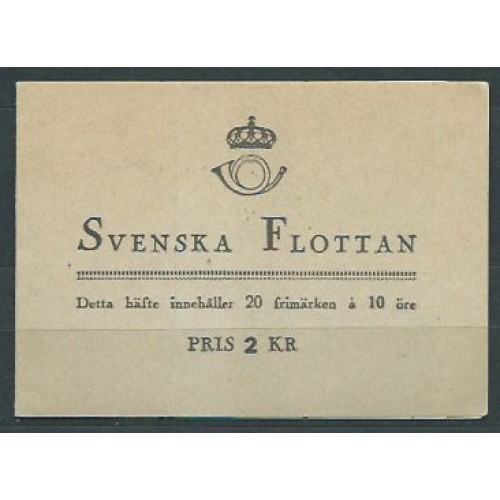 SVENSKA FLOTTAN
Detta häfte innehåller 20 frimärken à 10 öre
PRIS 2 KR